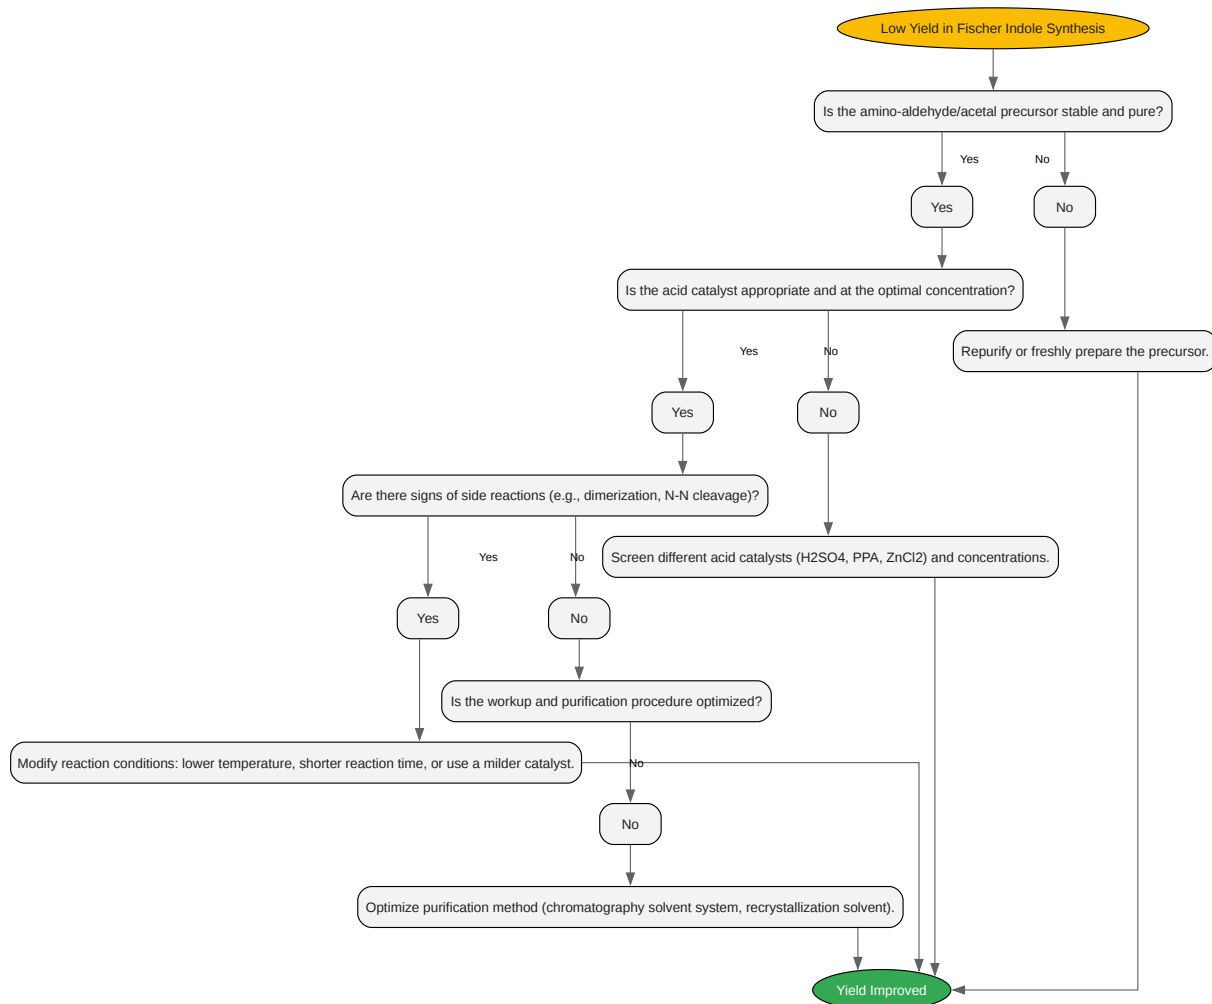 Low Yield in Fischer Indole Synthesis
Is the amino-aldehyde/acetal precursor stable and pure?
Yes
No
Yes
No
Is the acid catalyst appropriate and at the optimal concentration?
Yes
No
Repurify or freshly prepare the precursor.
Yes
No
Are there signs of side reactions (e.g., dimerization, N-N cleavage)?
Yes
No
Screen different acid catalysts (H2SO4, PPA, ZnCl2) and concentrations.
Yes
No
Is the workup and purification procedure optimized?
Modify reaction conditions: lower temperature, shorter reaction time, or use a milder catalyst.
No
No
Optimize purification method (chromatography solvent system, recrystallization solvent).
Yield Improved